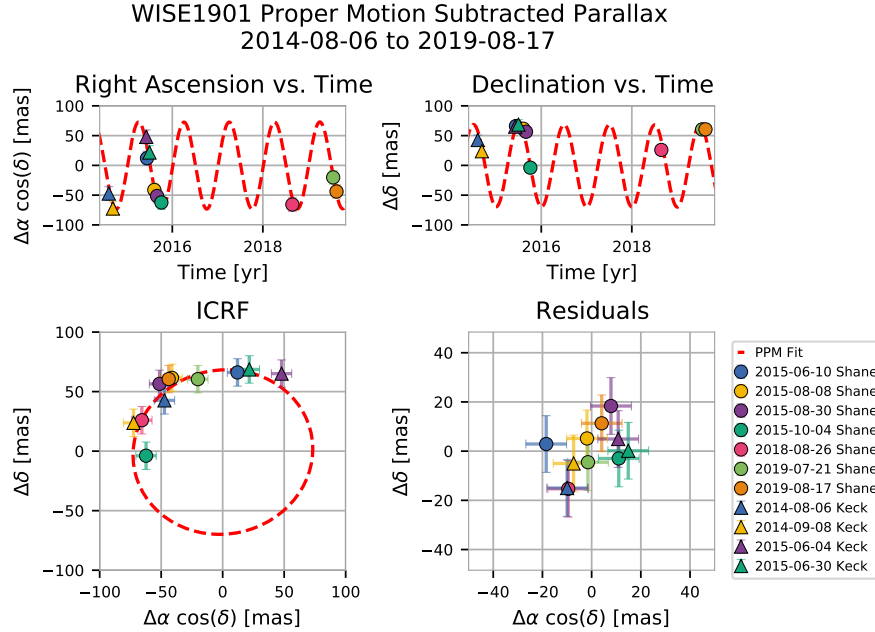 WISE1901 Proper Motion Subtracted Parallax
2014-08-06 to 2019-08-17
Right Ascension vs. Time
Declination vs. Time
Δα cos(δ) [mas]
100
50
0
−50
−100
2016
2018
Time [yr]
Δδ [mas]
100
50
0
−50
−100
2016
2018
Time [yr]
ICRF
Residuals
Δδ [mas]
100
50
0
−50
−100
−100
−50
0
50
100
Δα cos(δ) [mas]
Δδ [mas]
40
20
0
−20
−40
−40
−20
0
20
40
Δα cos(δ) [mas]
PPM Fit
2015-06-10 Shane
2015-08-08 Shane
2015-08-30 Shane
2015-10-04 Shane
2018-08-26 Shane
2019-07-21 Shane
2019-08-17 Shane
2014-08-06 Keck
2014-09-08 Keck
2015-06-04 Keck
2015-06-30 Keck